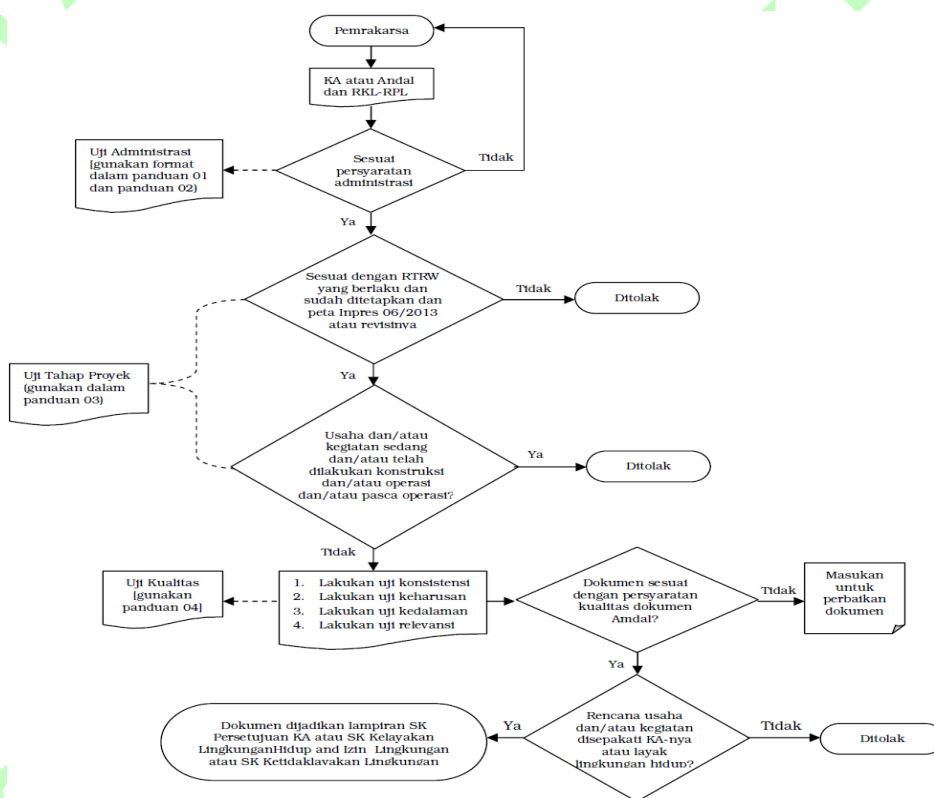 Pemrakarsa
KA atau Andal
dan RKL-RPL
Uji Administrasi
[gunakan format
dalam panduan 01
dan panduan 02]
Sesuai
persyaratan
administrasi
Tidak
Ya
Sesuai dengan RTRW
yang berlaku dan
sudah ditetapkan dan
peta Inpres 06/2013
atau revisinya
Tidak
Ditolak
Ya
Uji Tahap Proyek
(gunakan dalam
panduan 03)
Usaha dan/atau
kegiatan sedang
dan/atau telah
dilakukan konstruksi
dan/atau operasi
dan/atau pasca operasi?
Ya
Ditolak
Tidak
Uji Kualitas
[gunakan
panduan 04]
1. Lakukan uji konsistensi
2. Lakukan uji keharusan
3. Lakukan uji kedalaman
4. Lakukan uji relevansi
Dokumen sesuai
dengan persyaratan
kualitas dokumen
Amdal?
Tidak
Masukan
untuk
perbaikan
dokumen
Ya
Dokumen dijadikan lampiran SK
Persetujuan KA atau SK Kelayakan
LingkunganHidup and Izin Lingkungan
atau SK Ketidaklayakan Lingkungan
Ya
Rencana usaha
dan/atau kegiatan
disepakati KA-nya
atau layak
lingkungan hidup?
Tidak
Ditolak